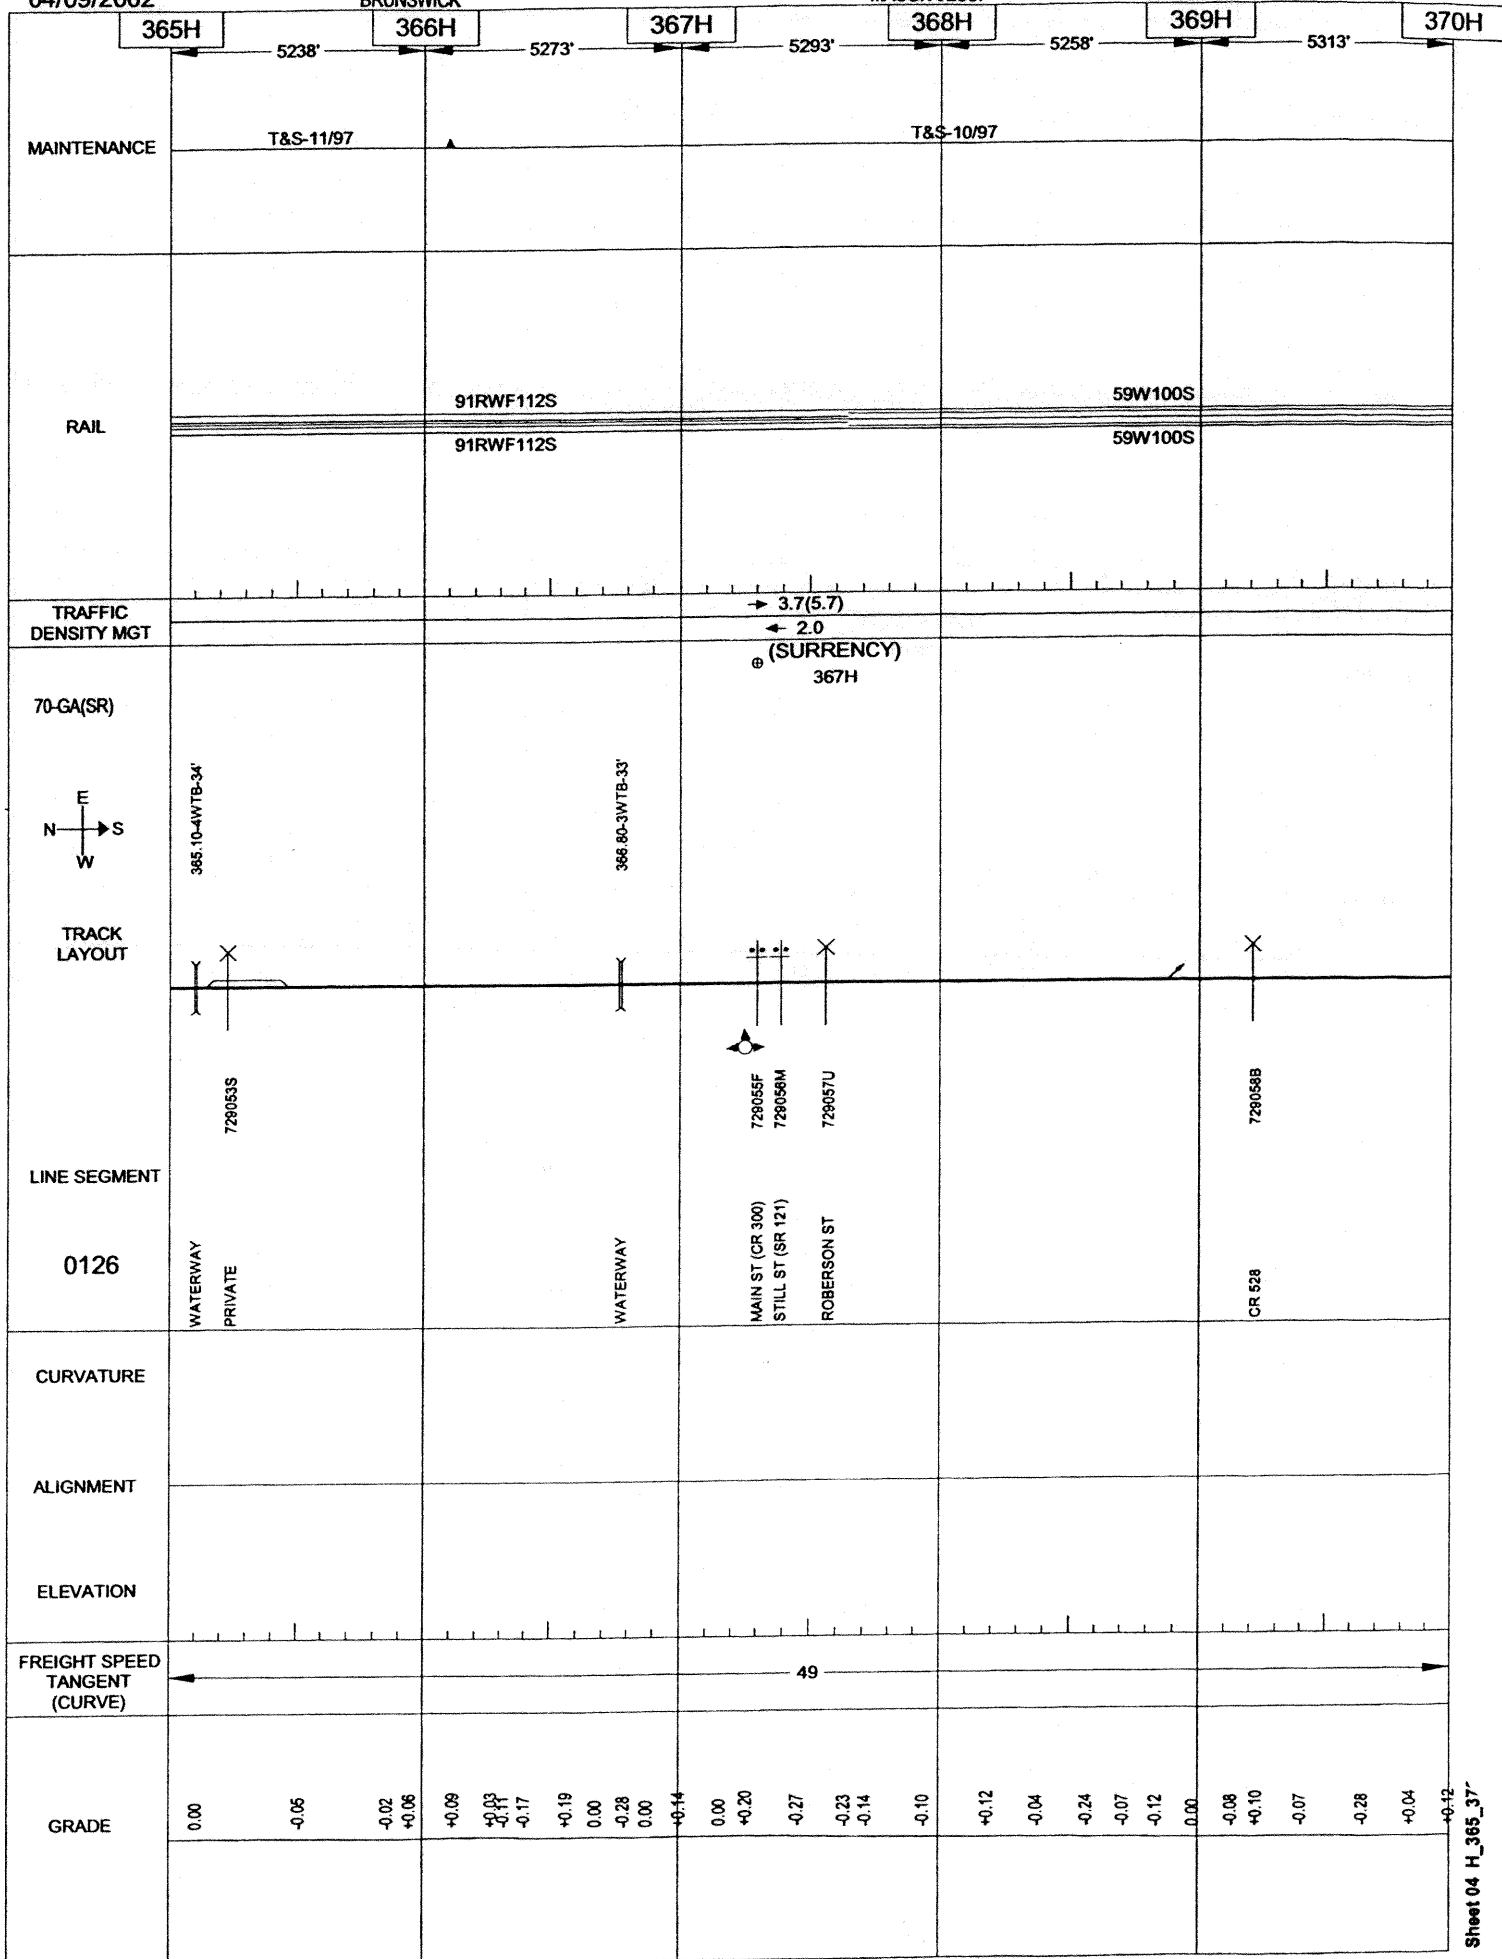 04/09/2002
BRUNSWICK
365H
366H
367H
368H
369H
370H
5238'
5273'
5293'
5258'
5313'
MAINTENANCE
T&S-11/97
T&S-10/97
RAIL
91RWF112S
59W100S
91RWF112S
59W100S
TRAFFIC
DENSITY MGT
3.7(5.7)
2.0
(SURRENCY)
367H
70-GA(SR)
E
N
S
W
365.10-4WTB-34'
366.80-3WTB-33'
TRACK
LAYOUT
729053S
729055F
729056M
729057U
729058B
LINE SEGMENT
0126
WATERWAY
PRIVATE
WATERWAY
MAIN ST (CR 300)
STILL ST (SR 121)
ROBERSON ST
CR 528
CURVATURE
ALIGNMENT
ELEVATION
FREIGHT SPEED
TANGENT
(CURVE)
49
GRADE
0.00
-0.05
-0.02
+0.06
+0.09
+0.03
-0.11
-0.17
+0.19
0.00
-0.28
0.00
+0.14
0.00
+0.20
-0.27
-0.23
-0.14
-0.10
+0.12
-0.04
-0.24
-0.07
-0.12
0.00
-0.08
+0.10
-0.07
-0.28
+0.04
+0.12
Sheet 04 H_365_37